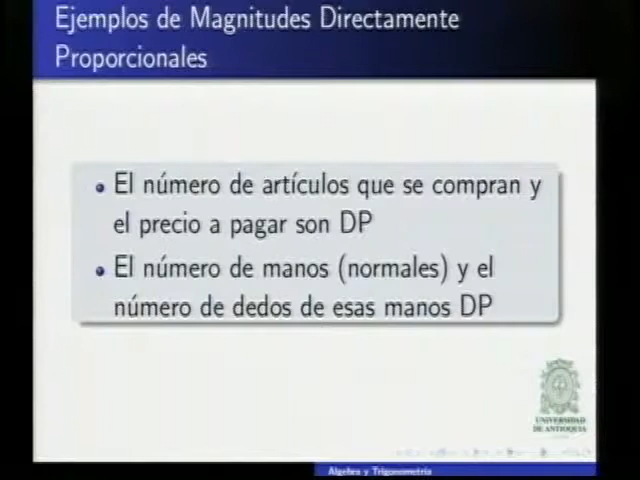 Ejemplos de Magnitudes Directamente
Proporcionales
El número de artículos que se compran y
el precio a pagar son DP
El número de manos (normales) y el
número de dedos de esas manos DP
UNIVERSIDAD
DE ANTIOQUIA
Algebra y Trigonometría